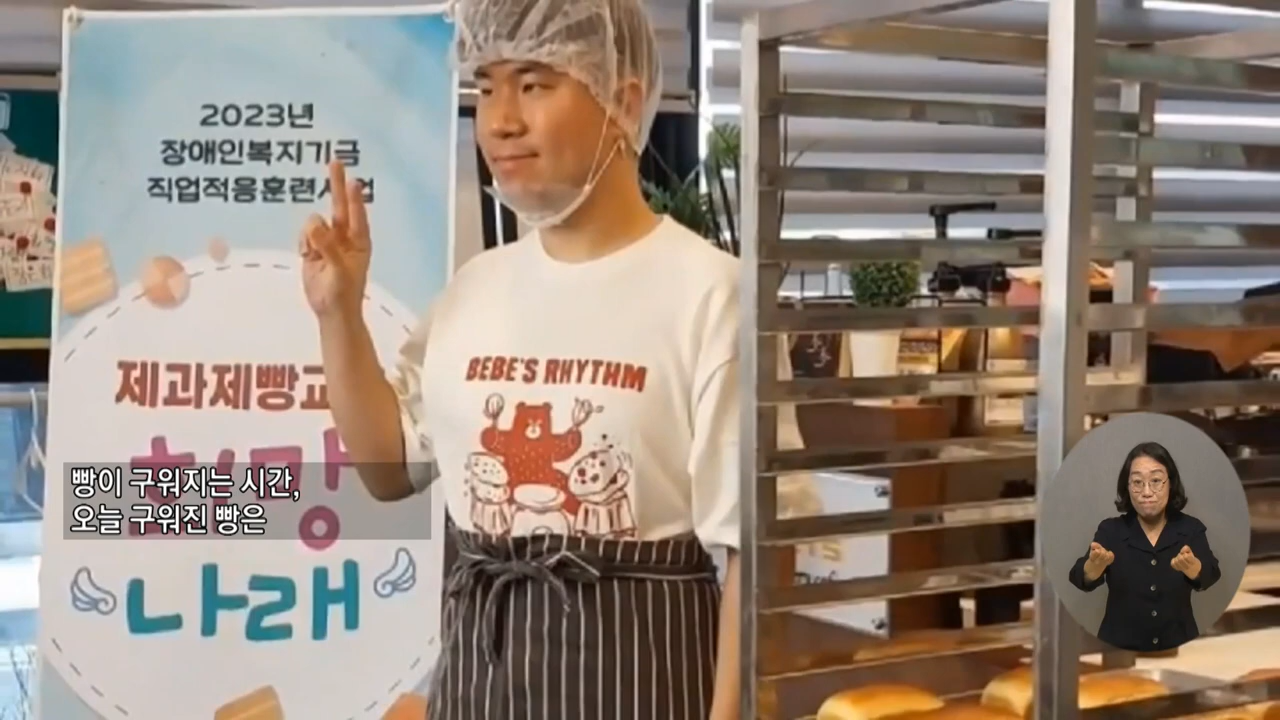 2023년
장애인복지기금
직업적응훈련사업
제과제빵교
희망
나래
BEBE'S RHYTHM
빵이 구워지는 시간,
오늘 구워진 빵은